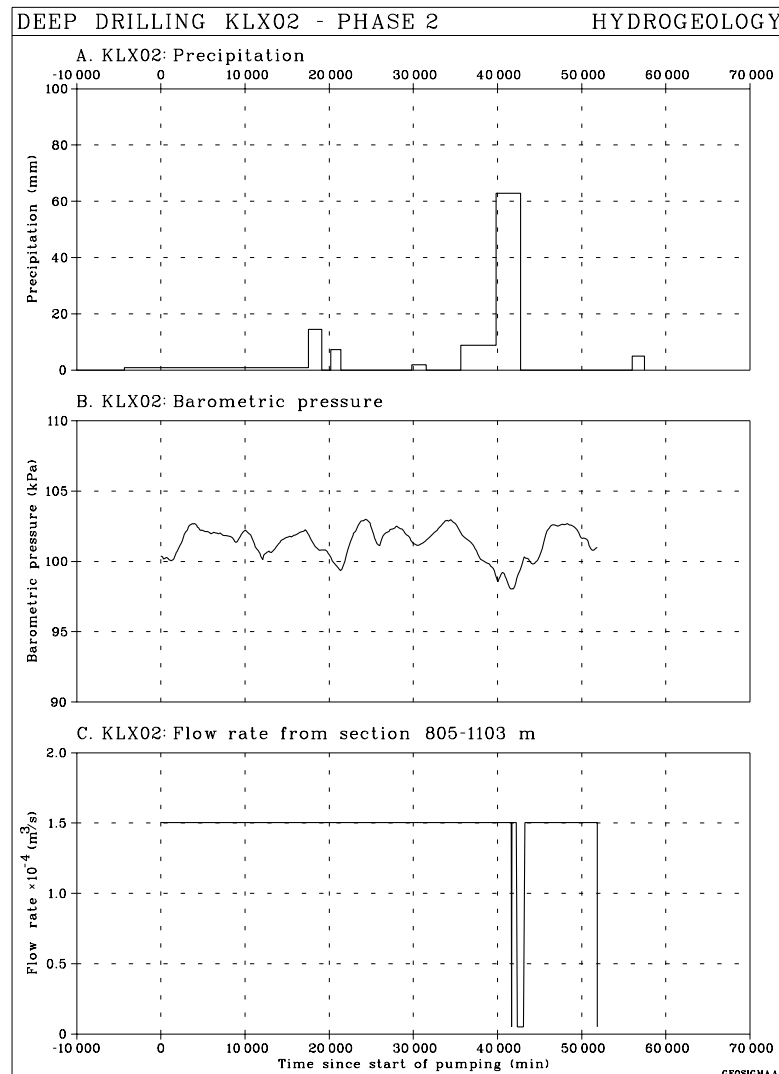 DEEP DRILLING KLX02 - PHASE 2 HYDROGEOLOGY
A. KLX02: Precipitation
-10 000 0 10 000 20 000 30 000 40 000 50 000 60 000 70 000
100
80
60
40
20
0
Precipitation (mm)
B. KLX02: Barometric pressure
110
105
100
95
90
Barometric pressure (kPa)
C. KLX02: Flow rate from section 805-1103 m
2.0
1.5
1.0
0.5
0
Flow rate ×10⁻⁴ (m³/s)
-10 000 0 10 000 20 000 30 000 40 000 50 000 60 000 70 000
Time since start of pumping (min)